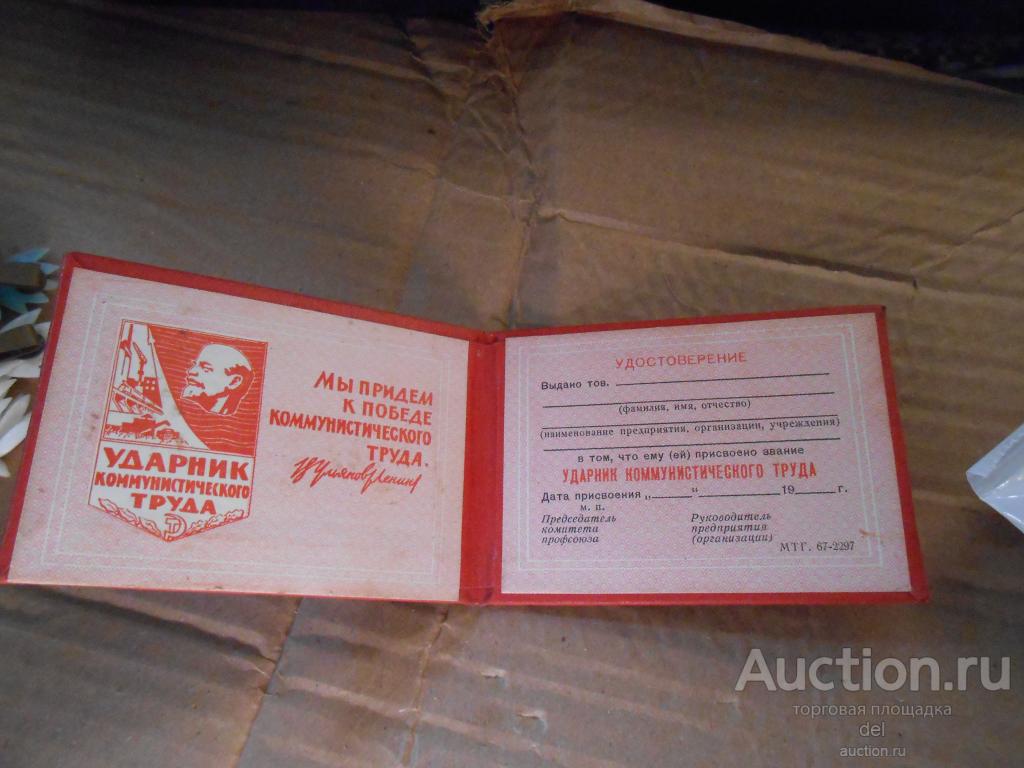 УДАРНИК
КОММУНИСТИЧЕСКОГО
ТРУДА
МЫ ПРИДЕМ
К ПОБЕДЕ
КОММУНИСТИЧЕСКОГО
ТРУДА.
В Ульянов (Ленин)
УДОСТОВЕРЕНИЕ
Выдано тов.
(фамилия, имя, отчество)
(наименование предприятия, организации, учреждения)
в том, что ему (ей) присвоено звание
УДАРНИК КОММУНИСТИЧЕСКОГО ТРУДА
Дата присвоения „ “ 19 г.
м. п.
Председатель комитета профсоюза
Руководитель предприятия (организации)
МТГ. 67-2297
Auction.ru
торговая площадка
del
auction.ru